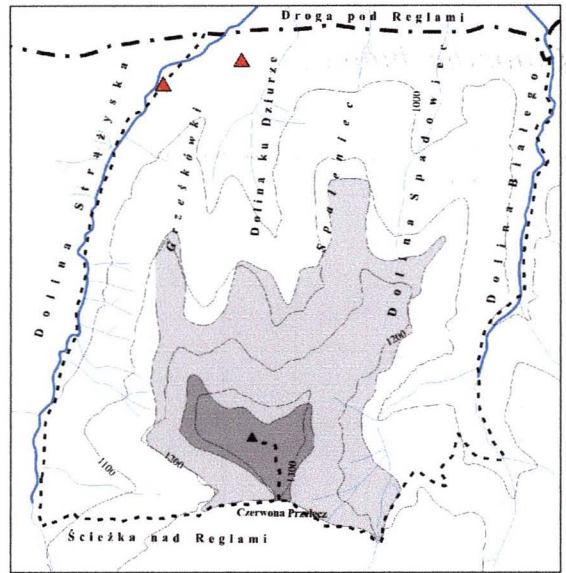 Droga pod Reglami
Dolina Strążyska
Grześkówki
Dolina ku Dziurze
Spaleniec
1000
Dolina Spadowiec
Dolina Białego
1200
1100
1200
1300
Czerwona Przełęcz
Ścieżka nad Reglami